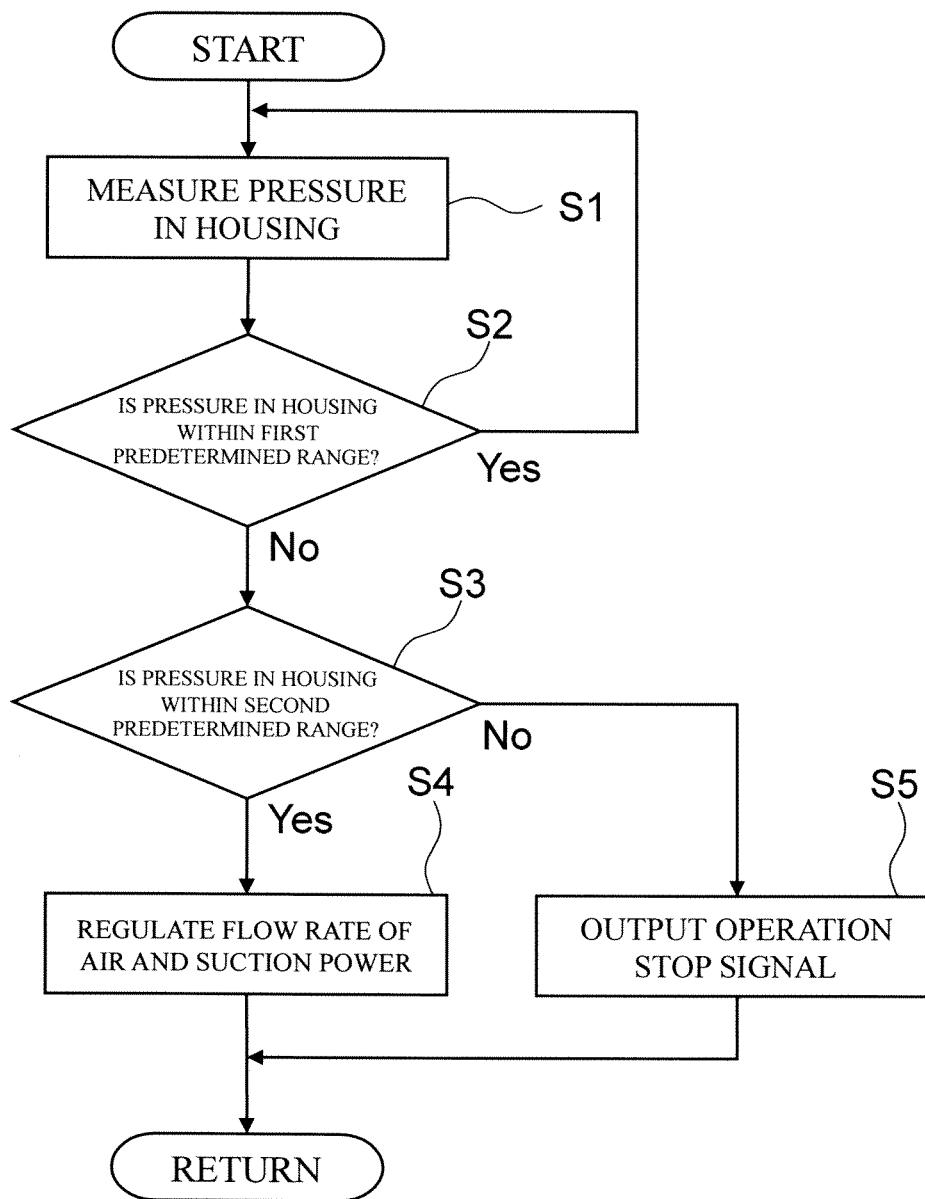 START
MEASURE PRESSURE
IN HOUSING
S1
S2
IS PRESSURE IN HOUSING
WITHIN FIRST
PREDETERMINED RANGE?
Yes
No
S3
IS PRESSURE IN HOUSING
WITHIN SECOND
PREDETERMINED RANGE?
No
Yes
S4
S5
REGULATE FLOW RATE OF
AIR AND SUCTION POWER
OUTPUT OPERATION
STOP SIGNAL
RETURN